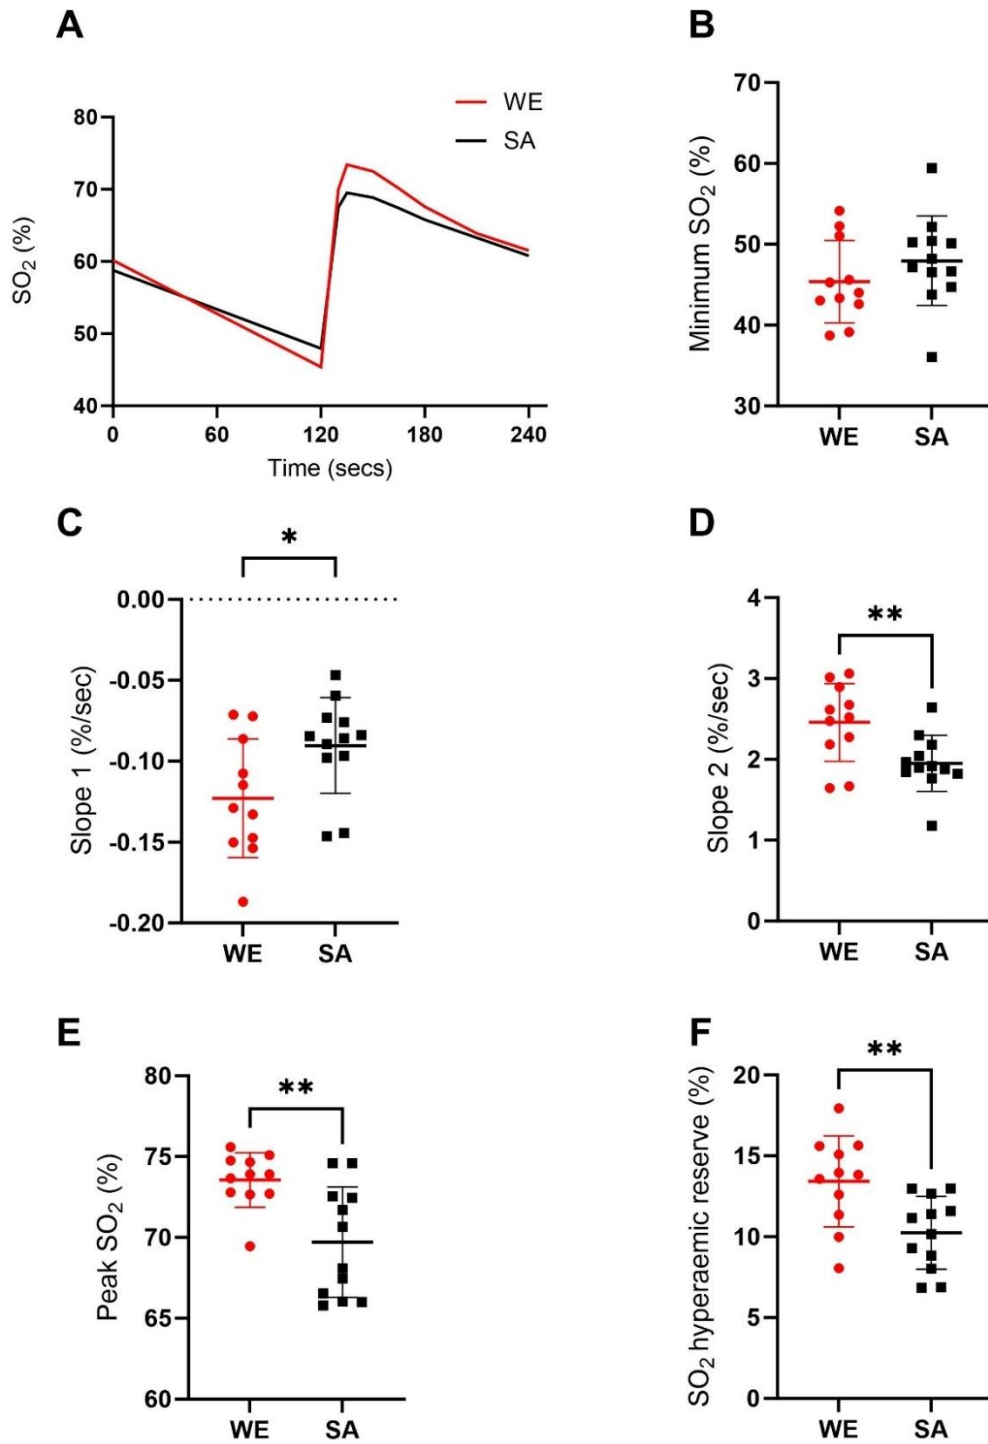 A
WE
SA
80
70
60
50
40
SO₂ (%)
0 60 120 180 240
Time (secs)
B
70
60
50
40
30
Minimum SO₂ (%)
WE SA
C
*
0.00
-0.05
-0.10
-0.15
-0.20
Slope 1 (%/sec)
WE SA
D
**
4
3
2
1
0
Slope 2 (%/sec)
WE SA
E
**
80
75
70
65
60
Peak SO₂ (%)
WE SA
F
**
20
15
10
5
0
SO₂ hyperaemic reserve (%)
WE SA